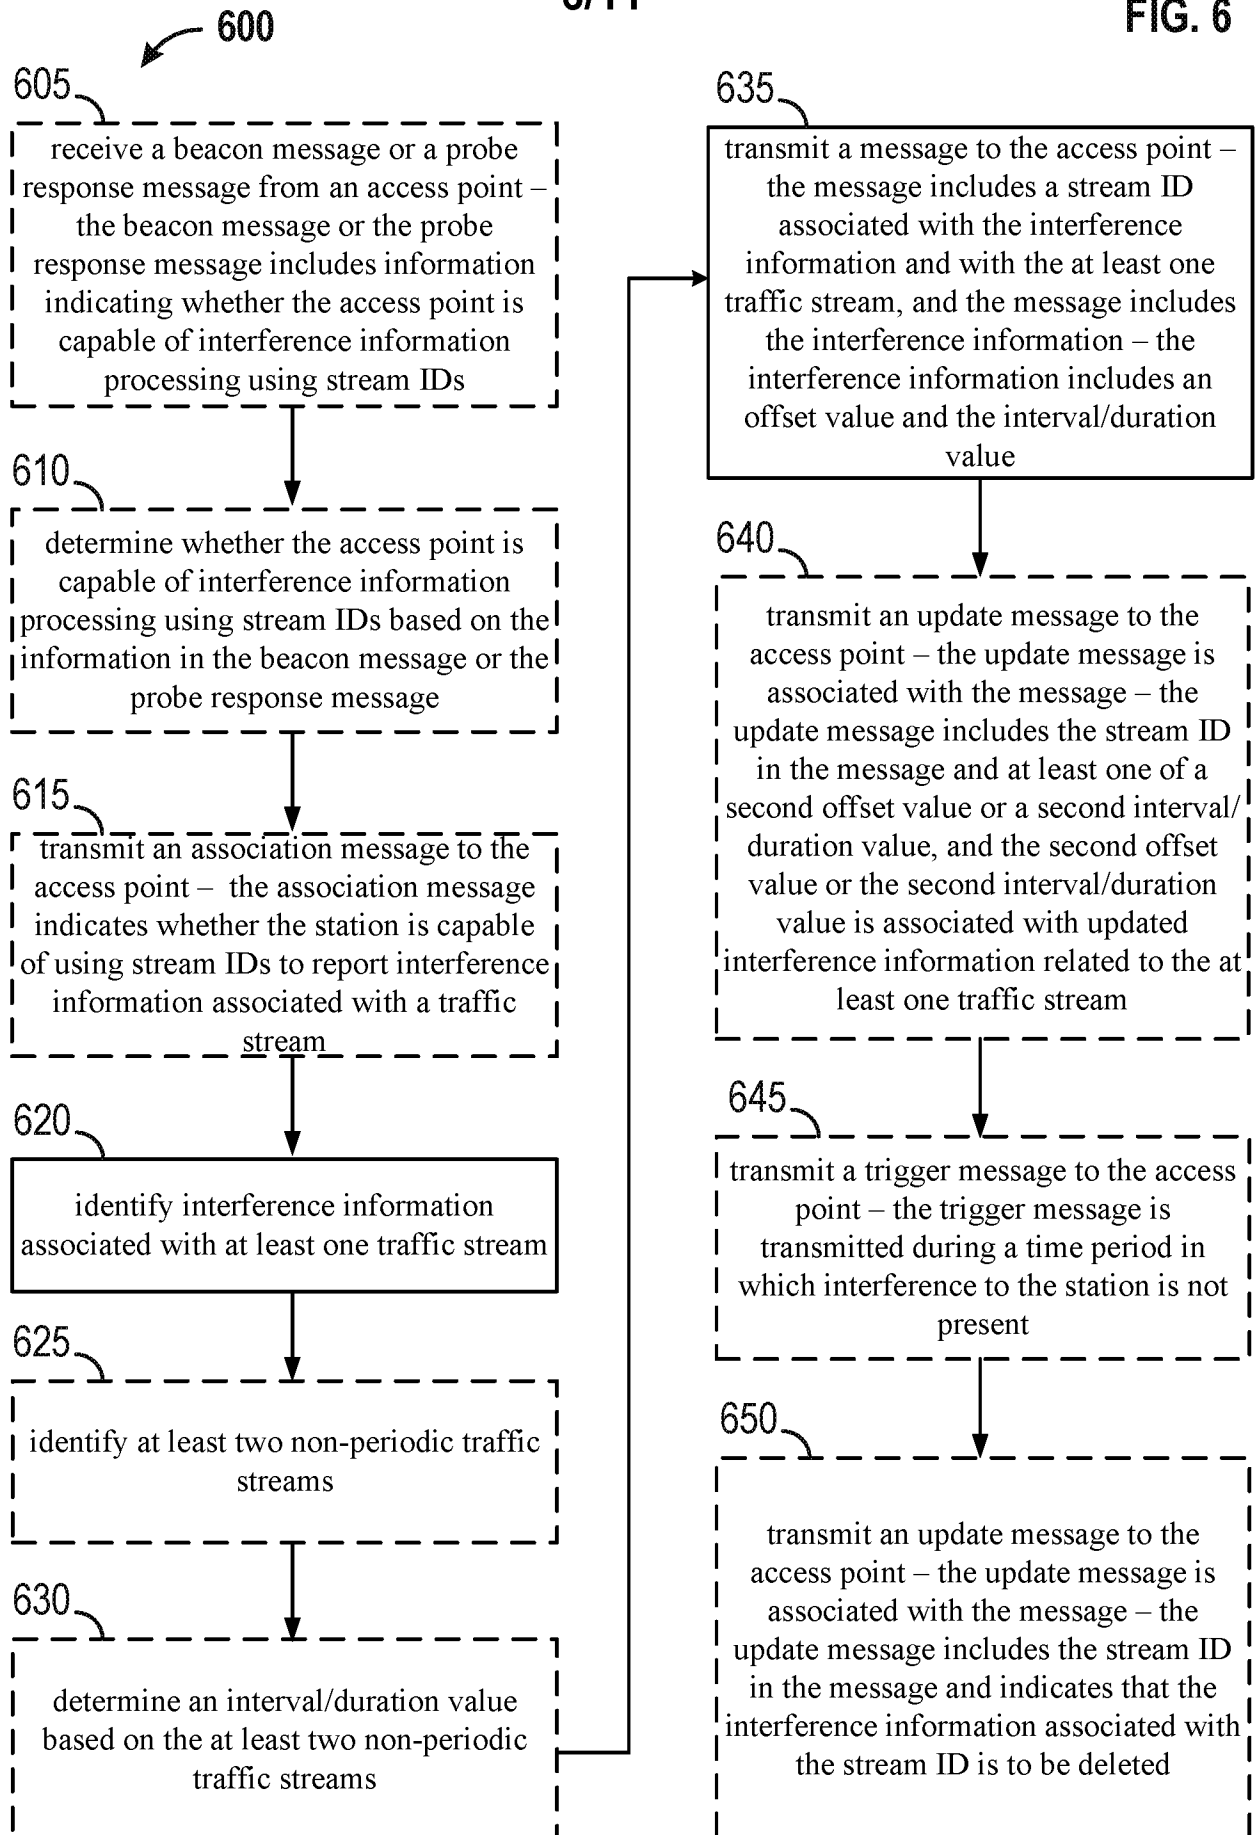 600
FIG. 6
605
receive a beacon message or a probe
response message from an access point –
the beacon message or the probe
response message includes information
indicating whether the access point is
capable of interference information
processing using stream IDs
610
determine whether the access point is
capable of interference information
processing using stream IDs based on the
information in the beacon message or the
probe response message
615
transmit an association message to the
access point – the association message
indicates whether the station is capable
of using stream IDs to report interference
information associated with a traffic
stream
620
identify interference information
associated with at least one traffic stream
625
identify at least two non-periodic traffic
streams
630
determine an interval/duration value
based on the at least two non-periodic
traffic streams
635
transmit a message to the access point –
the message includes a stream ID
associated with the interference
information and with the at least one
traffic stream, and the message includes
the interference information – the
interference information includes an
offset value and the interval/duration
value
640
transmit an update message to the
access point – the update message is
associated with the message – the
update message includes the stream ID
in the message and at least one of a
second offset value or a second interval/
duration value, and the second offset
value or the second interval/duration
value is associated with updated
interference information related to the at
least one traffic stream
645
transmit a trigger message to the access
point – the trigger message is
transmitted during a time period in
which interference to the station is not
present
650
transmit an update message to the
access point – the update message is
associated with the message – the
update message includes the stream ID
in the message and indicates that the
interference information associated with
the stream ID is to be deleted